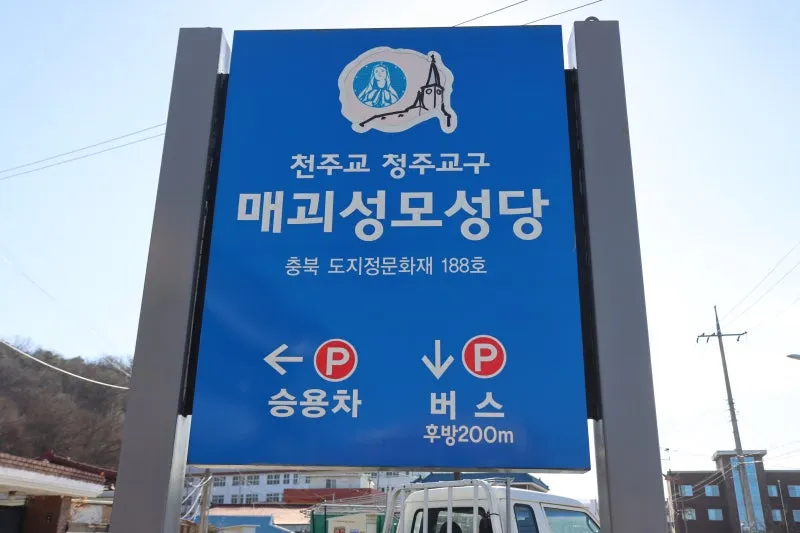 천주교 청주교구
매괴성모성당
충북 도지정문화재 188호
← P ↓ P
승용차 버스
후방200m